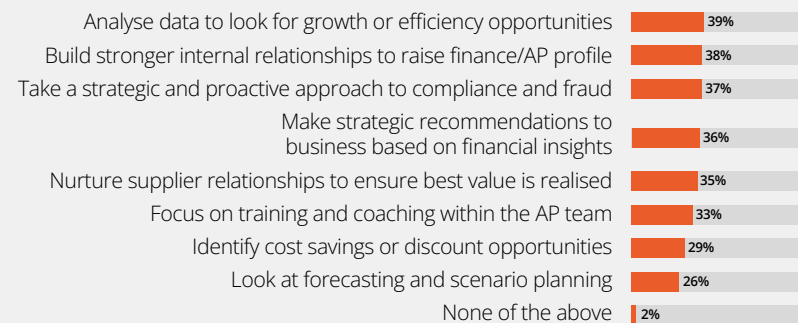 Analyse data to look for growth or efficiency opportunities 39%
Build stronger internal relationships to raise finance/AP profile 38%
Take a strategic and proactive approach to compliance and fraud 37%
Make strategic recommendations to
business based on financial insights 36%
Nurture supplier relationships to ensure best value is realised 35%
Focus on training and coaching within the AP team 33%
Identify cost savings or discount opportunities 29%
Look at forecasting and scenario planning 26%
None of the above 2%